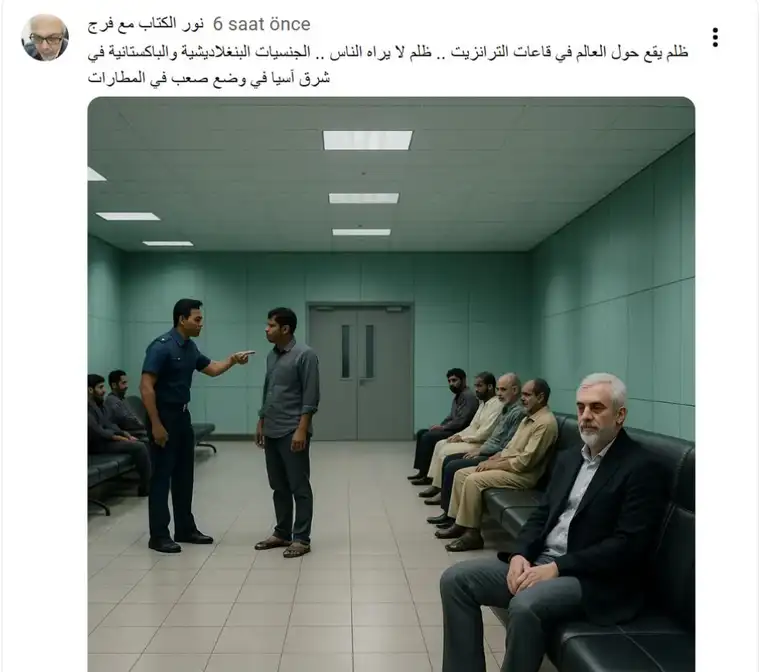 نور الكتاب مع فرج 6 saat önce
ظلم يقع حول العالم في قاعات الترانزيت .. ظلم لا يراه الناس .. الجنسيات البنغلاديشية والباكستانية في
شرق آسيا في وضع صعب في المطارات